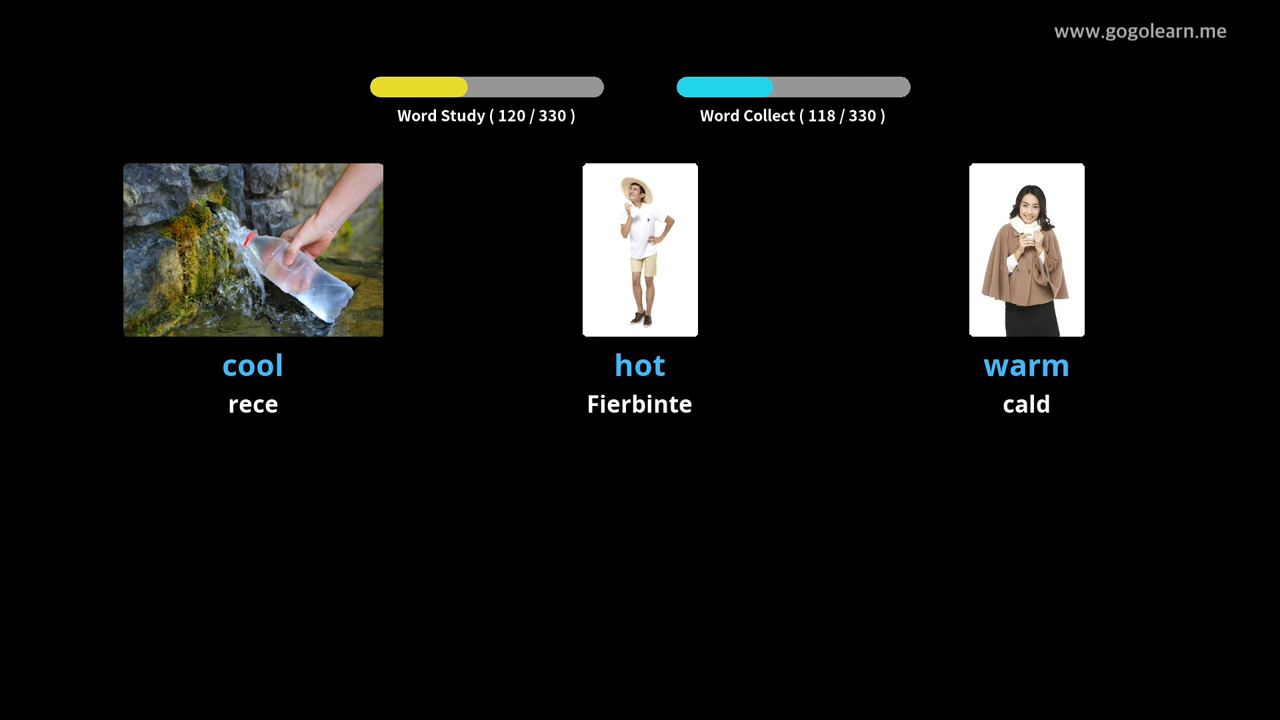 www.gogolearn.me
Word Study ( 120 / 330 )
Word Collect ( 118 / 330 )
cool
hot
warm
rece
Fierbinte
cald